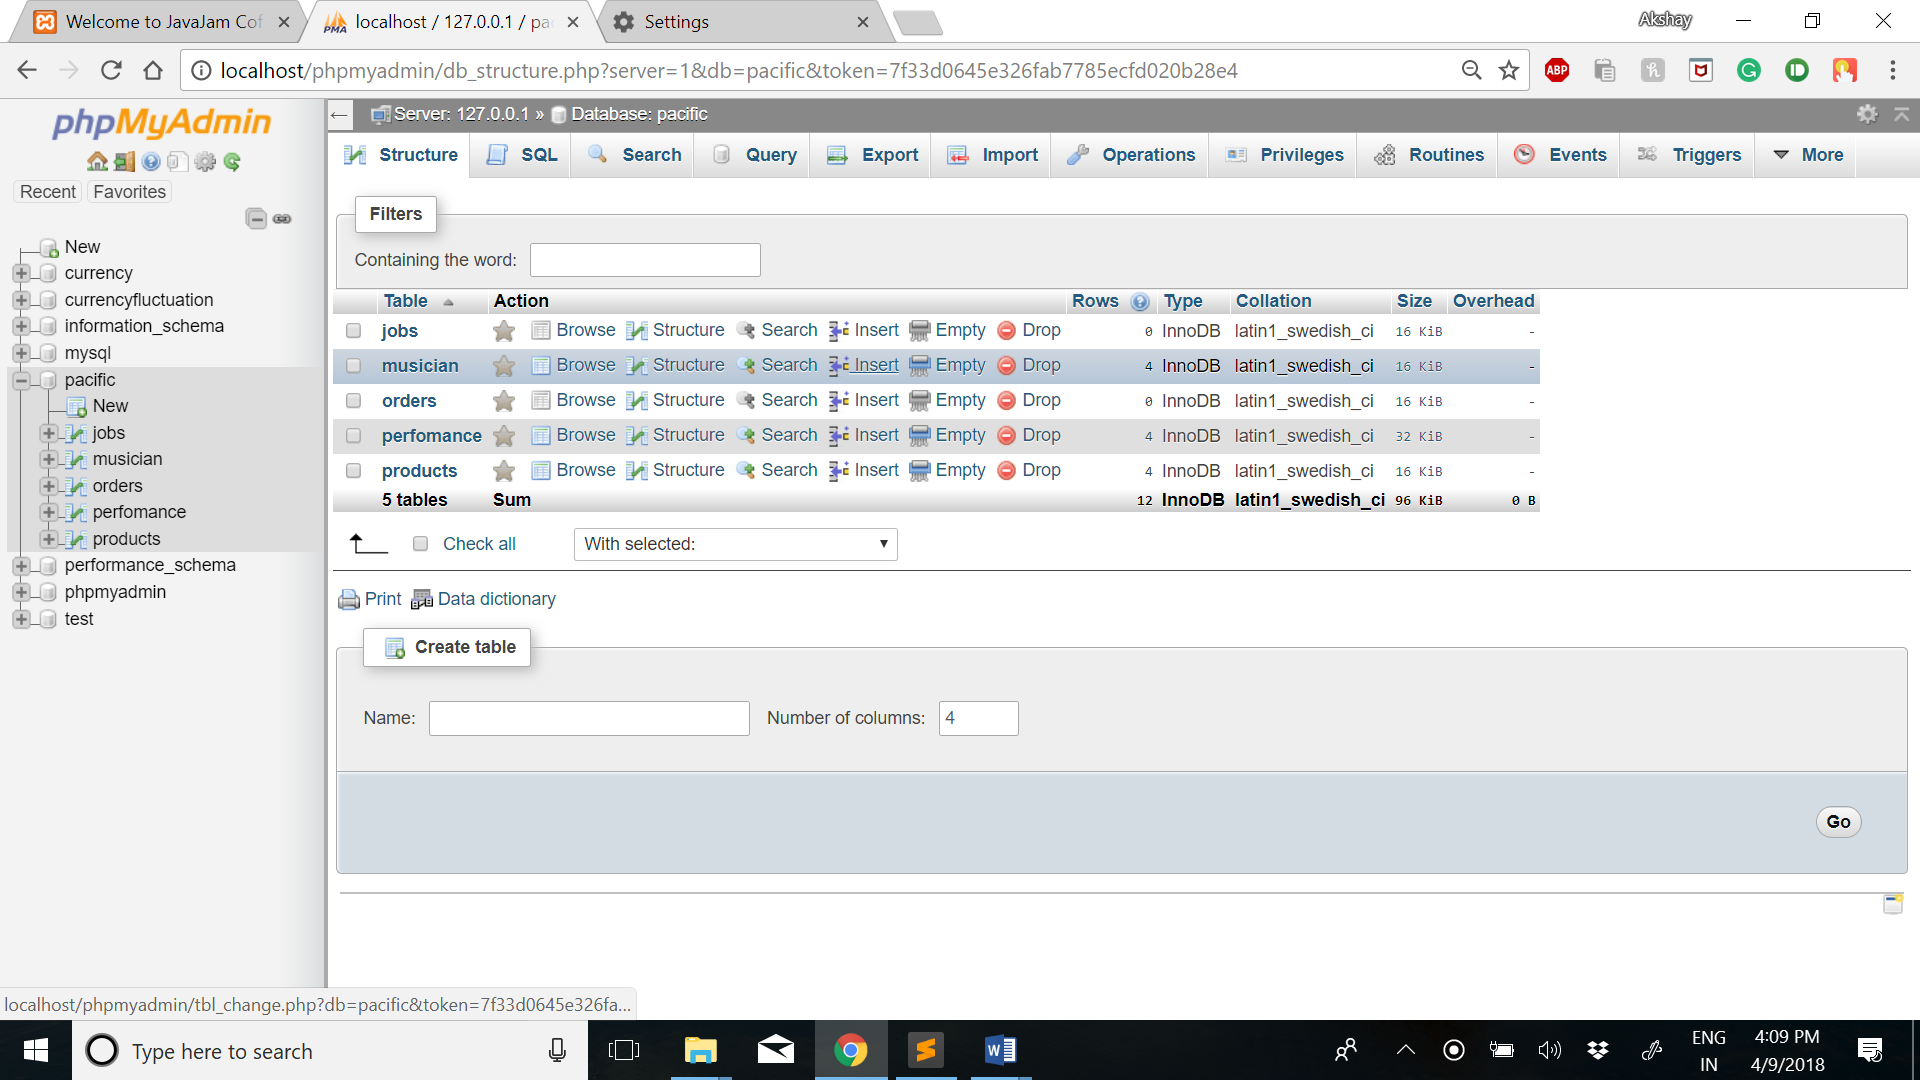 Welcome to JavaJam Cof
localhost / 127.0.0.1 / pac
Settings
Akshay
localhost/phpmyadmin/db_structure.php?server=1&db=pacific&token=7f33d0645e326fab7785ecfd020b28e4
phpMyAdmin
Recent Favorites
New
currency
currencyfluctuation
information_schema
mysql
pacific
New
jobs
musician
orders
perfomance
products
performance_schema
phpmyadmin
test
Server: 127.0.0.1 » Database: pacific
Structure SQL Search Query Export Import Operations Privileges Routines Events Triggers More
Filters
Containing the word:
Table Action Rows Type Collation Size Overhead
jobs Browse Structure Search Insert Empty Drop 0 InnoDB latin1_swedish_ci 16 KiB -
musician Browse Structure Search Insert Empty Drop 4 InnoDB latin1_swedish_ci 16 KiB -
orders Browse Structure Search Insert Empty Drop 0 InnoDB latin1_swedish_ci 16 KiB -
perfomance Browse Structure Search Insert Empty Drop 4 InnoDB latin1_swedish_ci 32 KiB -
products Browse Structure Search Insert Empty Drop 4 InnoDB latin1_swedish_ci 16 KiB -
5 tables Sum 12 InnoDB latin1_swedish_ci 96 KiB 0 B
Check all With selected:
Print Data dictionary
Create table
Name: Number of columns: 4
Go
localhost/phpmyadmin/tbl_change.php?db=pacific&token=7f33d0645e326fa...
Type here to search
ENG
IN
4:09 PM
4/9/2018